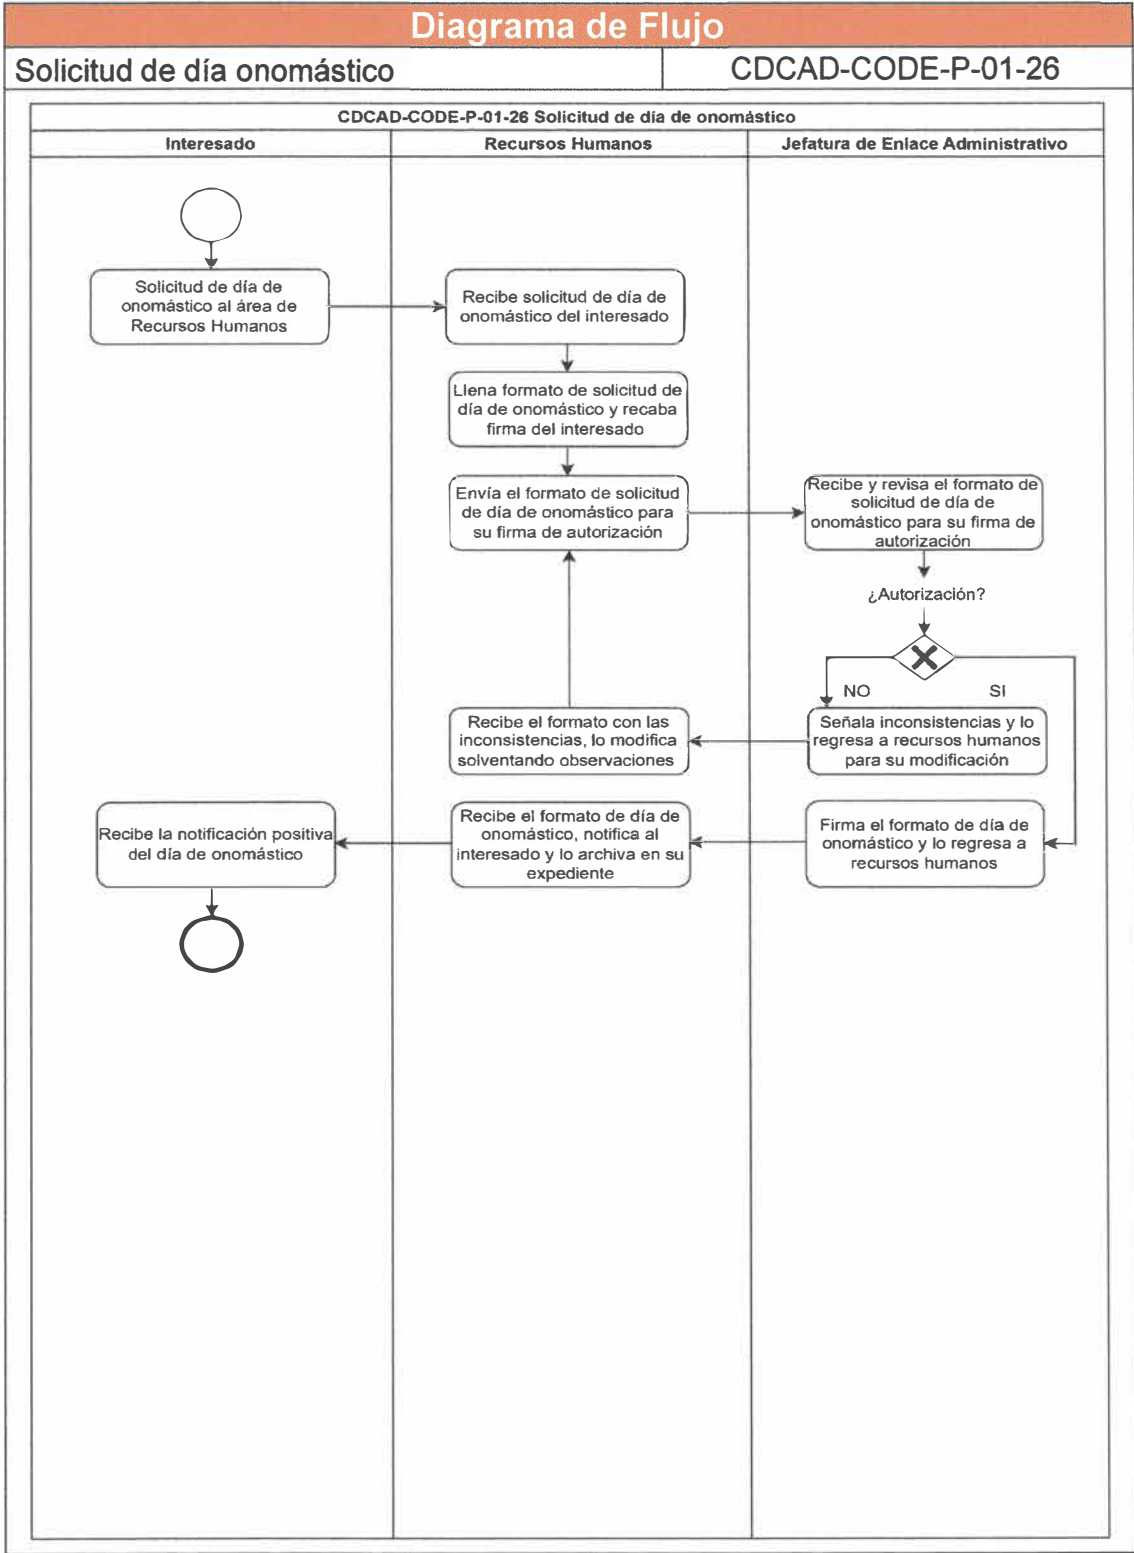 Diagrama de Flujo
Solicitud de día onomástico
CDCAD-CODE-P-01-26
CDCAD-CODE-P-01-26 Solicitud de día de onomástico
Interesado
Recursos Humanos
Jefatura de Enlace Administrativo
Solicitud de día de
onomástico al área de
Recursos Humanos
Recibe solicitud de día de
onomástico del interesado
Llena formato de solicitud de
día de onomástico y recaba
firma del interesado
Envía el formato de solicitud
de día de onomástico para
su firma de autorización
Recibe y revisa el formato de
solicitud de día de
onomástico para su firma de
autorización
¿Autorización?
NO
SI
Señala inconsistencias y lo
regresa a recursos humanos
para su modificación
Recibe el formato con las
inconsistencias, lo modifica
solventando observaciones
Firma el formato de día de
onomástico y lo regresa a
recursos humanos
Recibe el formato de día de
onomástico, notifica al
interesado y lo archiva en su
expediente
Recibe la notificación positiva
del día de onomástico